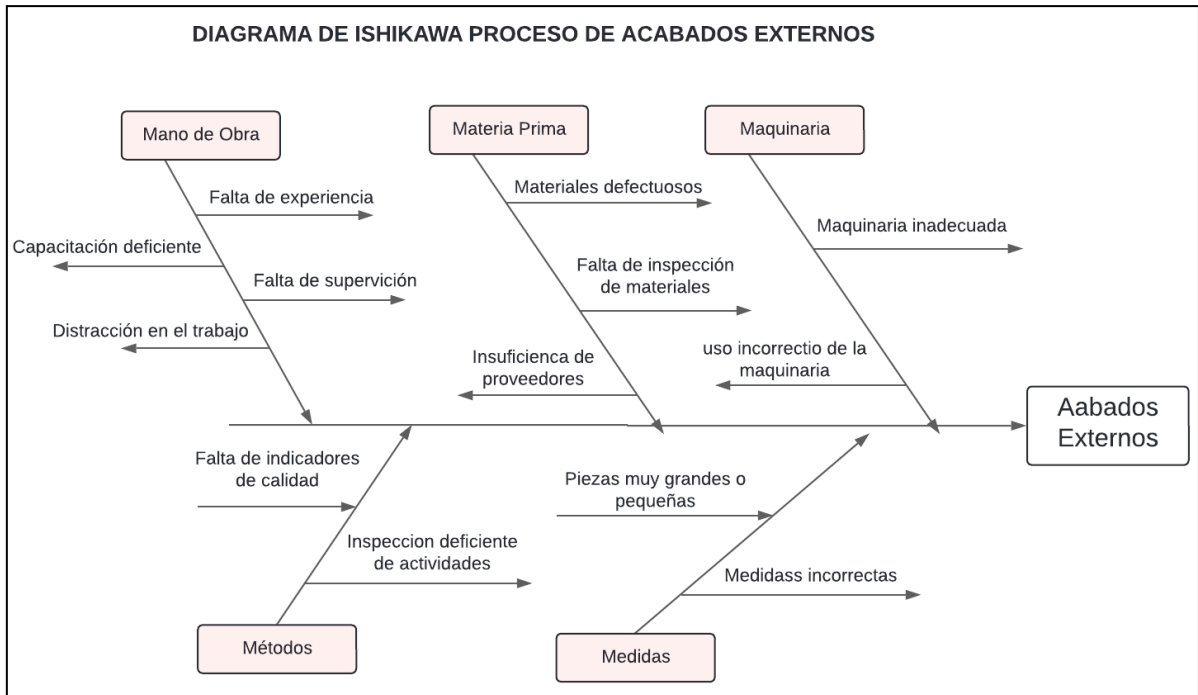 DIAGRAMA DE ISHIKAWA PROCESO DE ACABADOS EXTERNOS
Mano de Obra
Materia Prima
Maquinaria
Falta de experiencia
Capacitación deficiente
Falta de supervición
Distracción en el trabajo
Materiales defectuosos
Falta de inspección
de materiales
Insuficienca de
proveedores
Maquinaria inadecuada
uso incorrectio de la
maquinaria
Aabados
Externos
Falta de indicadores
de calidad
Inspeccion deficiente
de actividades
Piezas muy grandes o
pequeñas
Medidass incorrectas
Métodos
Medidas